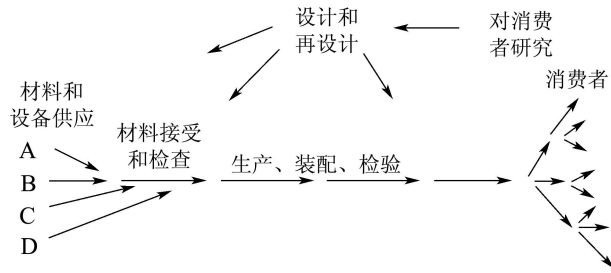 设计和
再设计
对消费
者研究
消费者
材料和
设备供应
材料接受
和检查
生产、装配、检验
A
B
C
D